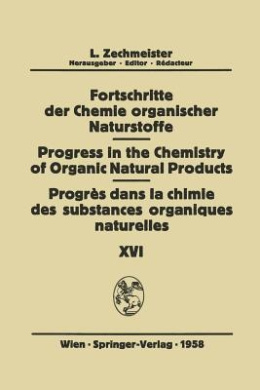 L. Zechmeister
Herausgeber • Editor • Rédacteur
Fortschritte
der Chemie organischer
Naturstoffe
Progress in the Chemistry
of Organic Natural Products
Progrès dans la chimie
des substances organiques
naturelles
XVI
Wien • Springer-Verlag • 1958